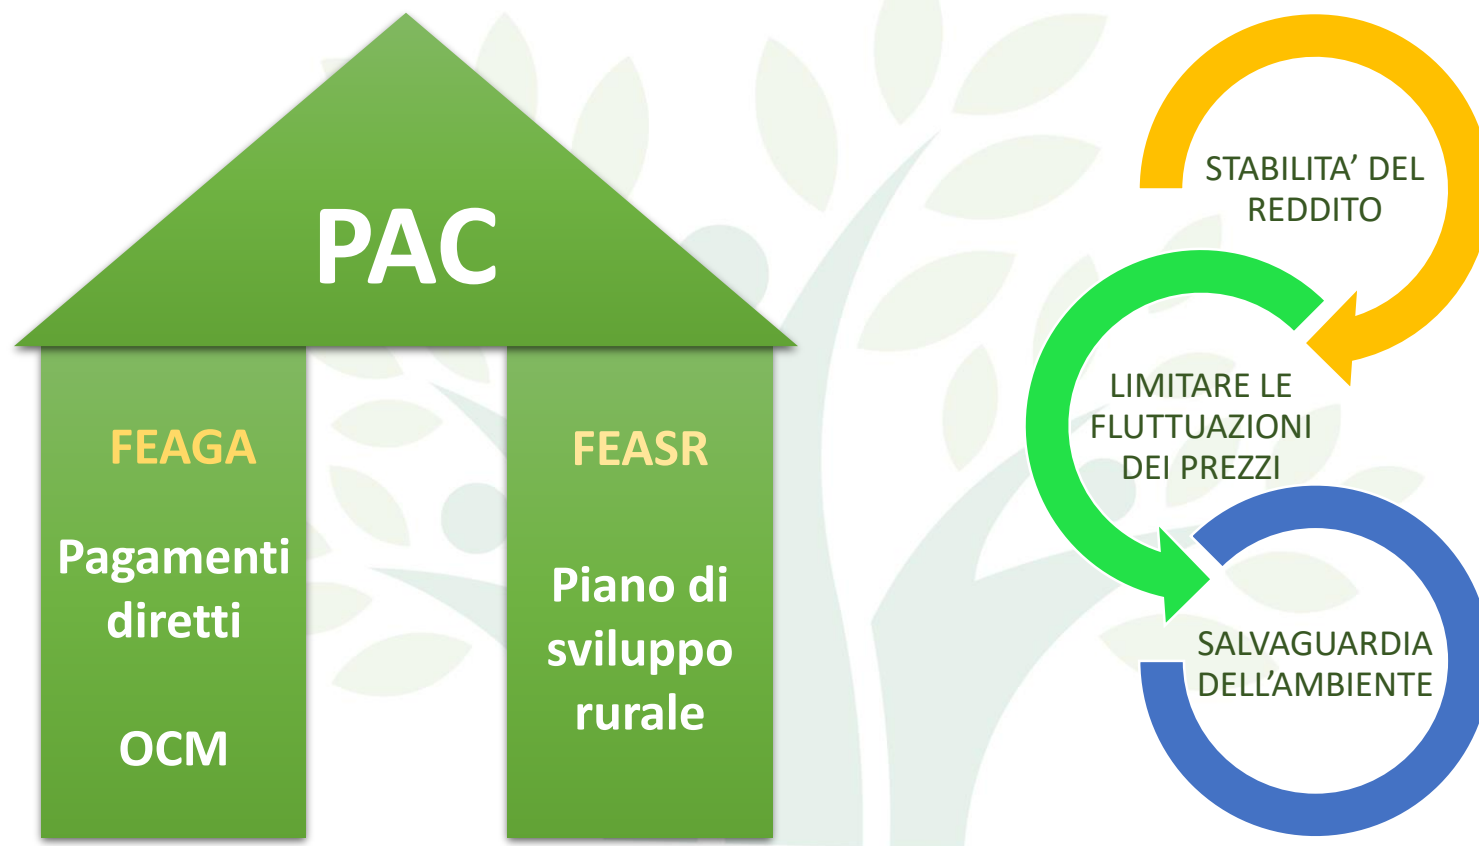 PAC
FEAGA
Pagamenti
diretti
OCM
FEASR
Piano di
sviluppo
rurale
STABILITA’ DEL
REDDITO
LIMITARE LE
FLUTTUAZIONI
DEI PREZZI
SALVAGUARDIA
DELL’AMBIENTE